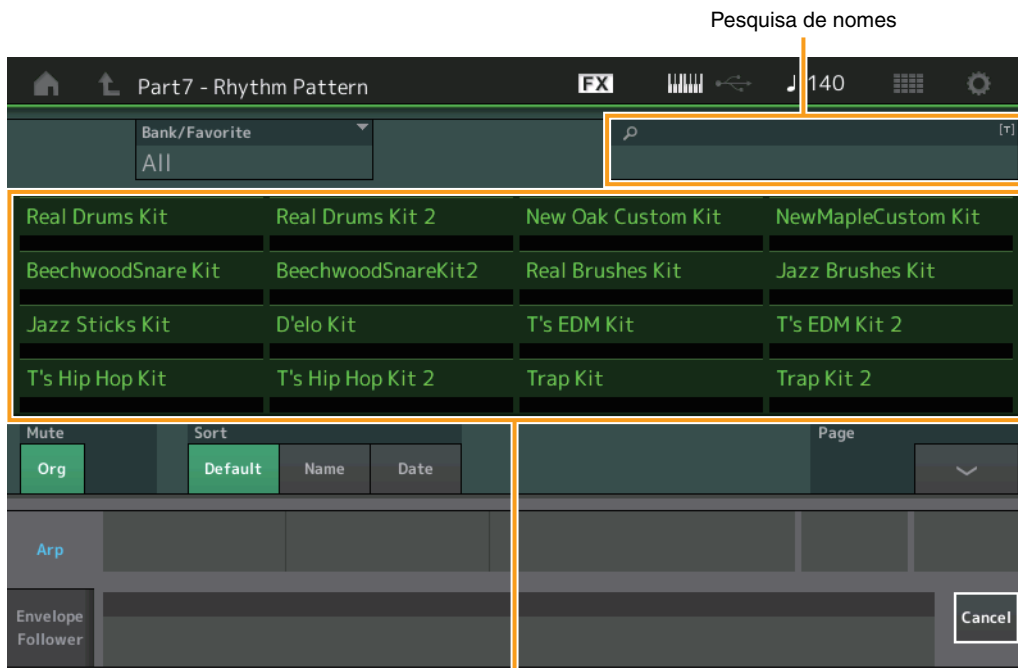 Pesquisa de nomes
Part7 - Rhythm Pattern FX ♩ 140
Bank/Favorite
[T]
All
Real Drums Kit Real Drums Kit 2 New Oak Custom Kit NewMapleCustom Kit
BeechwoodSnare Kit BeechwoodSnareKit2 Real Brushes Kit Jazz Brushes Kit
Jazz Sticks Kit D'elo Kit T's EDM Kit T's EDM Kit 2
T's Hip Hop Kit T's Hip Hop Kit 2 Trap Kit Trap Kit 2
Mute Sort Page
Org Default Name Date
Arp
Envelope
Follower
Cancel